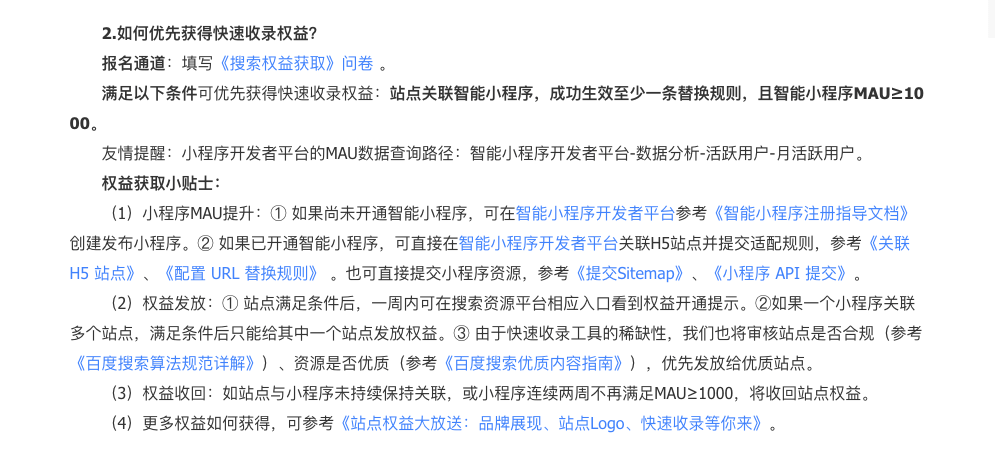 2.如何优先获得快速收录权益?
报名通道：填写《搜索权益获取》问卷 。
满足以下条件可优先获得快速收录权益：站点关联智能小程序，成功生效至少一条替换规则，且智能小程序MAU≥10
00。
友情提醒：小程序开发者平台的MAU数据查询路径：智能小程序开发者平台-数据分析-活跃用户-月活跃用户。
权益获取小贴士：
（1）小程序MAU提升：① 如果尚未开通智能小程序，可在智能小程序开发者平台参考《智能小程序注册指导文档》
创建发布小程序。② 如果已开通智能小程序，可直接在智能小程序开发者平台关联H5站点并提交适配规则，参考《关联
H5 站点》、《配置 URL 替换规则》 。也可直接提交小程序资源，参考《提交Sitemap》、《小程序 API 提交》。
（2）权益发放：① 站点满足条件后，一周内可在搜索资源平台相应入口看到权益开通提示。②如果一个小程序关联
多个站点，满足条件后只能给其中一个站点发放权益。③ 由于快速收录工具的稀缺性，我们也将审核站点是否合规（参考
《百度搜索算法规范详解》）、资源是否优质（参考《百度搜索优质内容指南》），优先发放给优质站点。
（3）权益收回：如站点与小程序未持续保持关联，或小程序连续两周不再满足MAU≥1000，将收回站点权益。
（4）更多权益如何获得，可参考《站点权益大放送：品牌展现、站点Logo、快速收录等你来》。